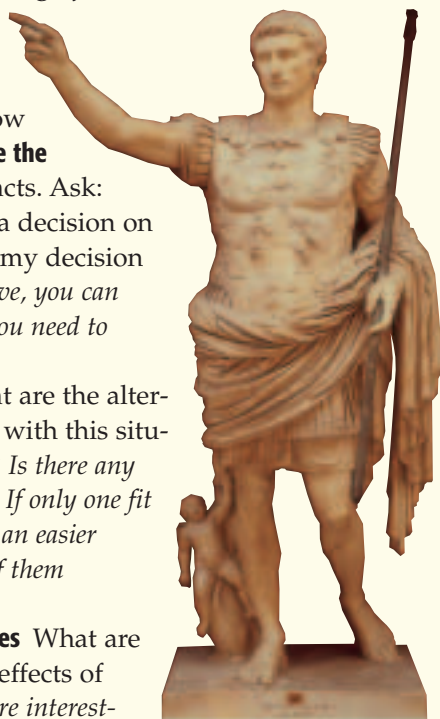 ow
e the
acts. Ask:
a decision on
my decision
ve, you can
ou need to
t are the alter-
with this situ-
Is there any
If only one fit
an easier
f them
es What are
effects of
re interest-